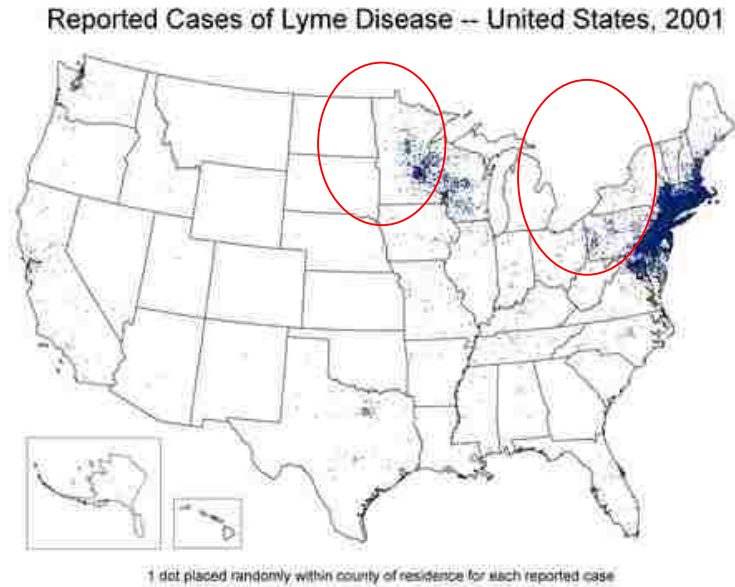 Reported Cases of Lyme Disease -- United States, 2001
1 dot placed randomly within county of residence for each reported case